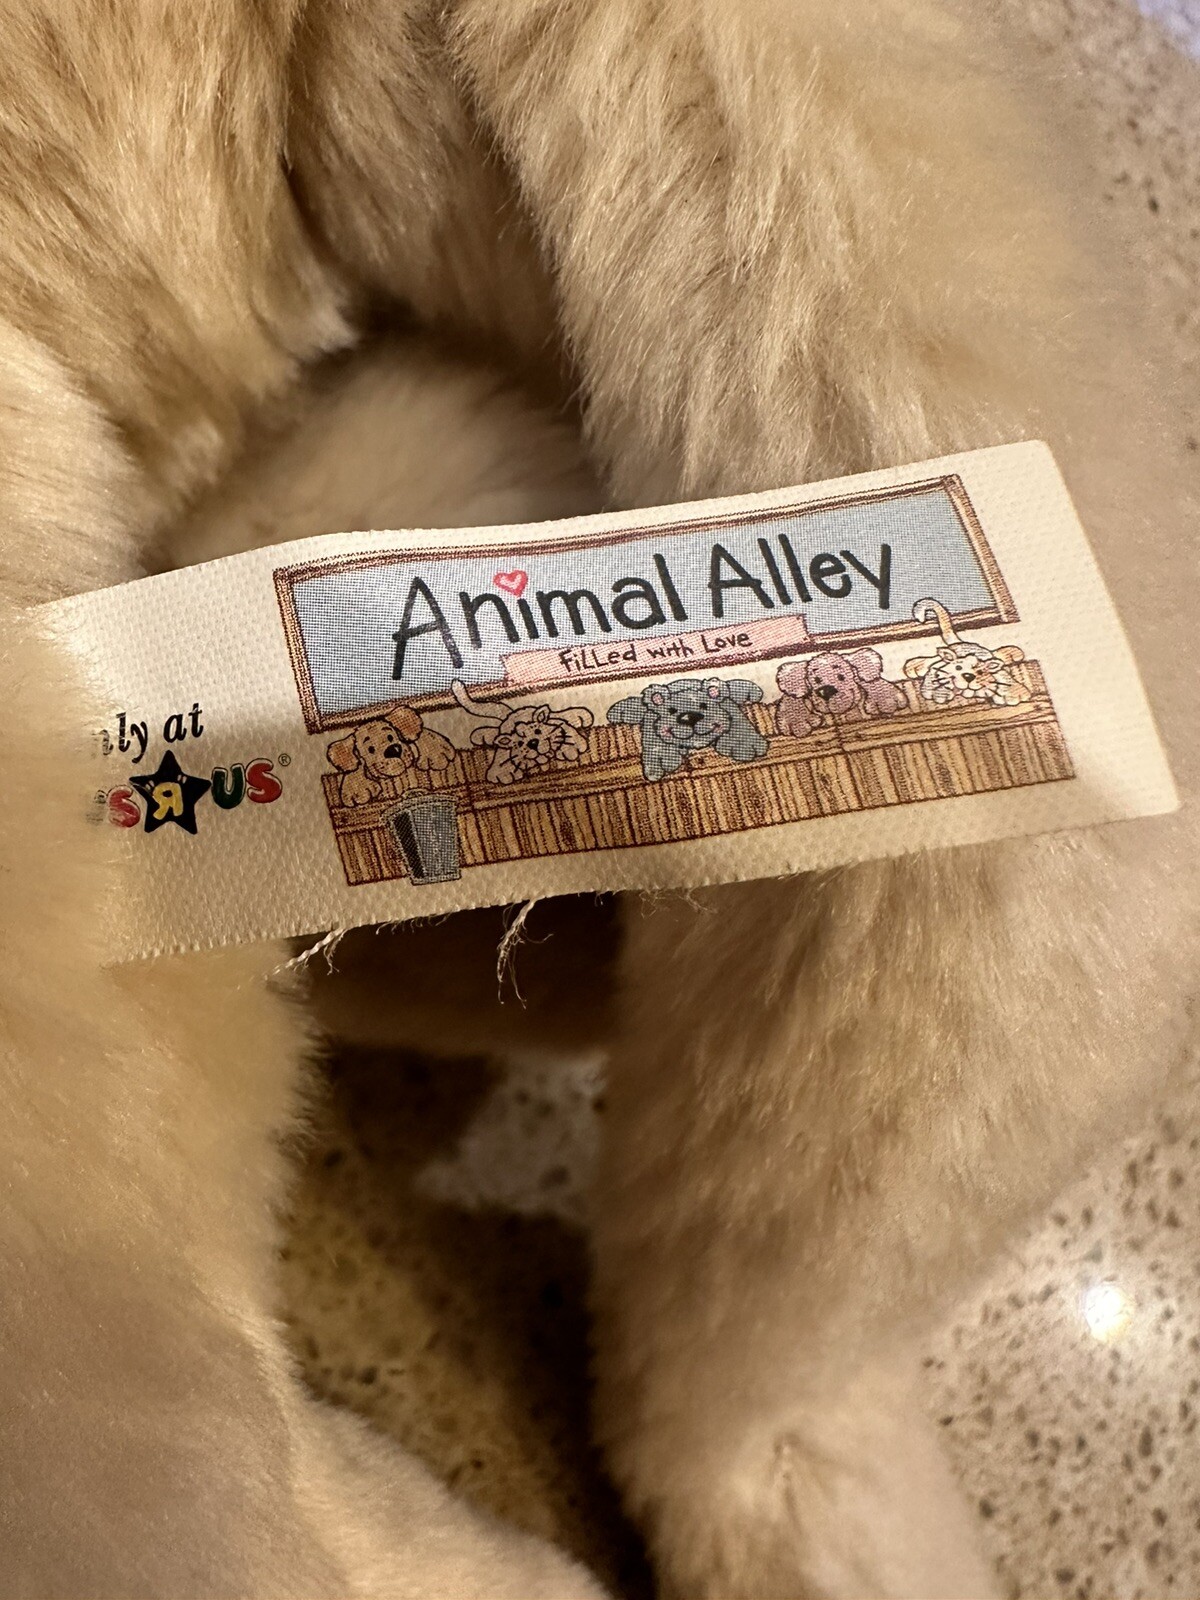 Animal Alley
Filled with Love
nly at
S R US®